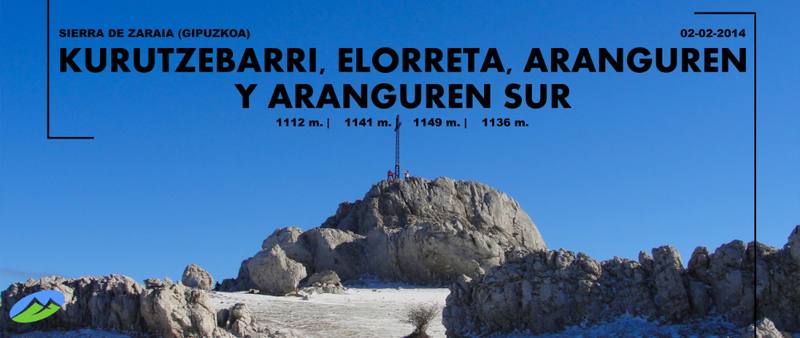 SIERRA DE ZARAIA (GIPUZKOA)
02-02-2014
KURUTZEBARRI, ELORRETA, ARANGUREN
Y ARANGUREN SUR
1112 m. | 1141 m. | 1149 m. | 1136 m.